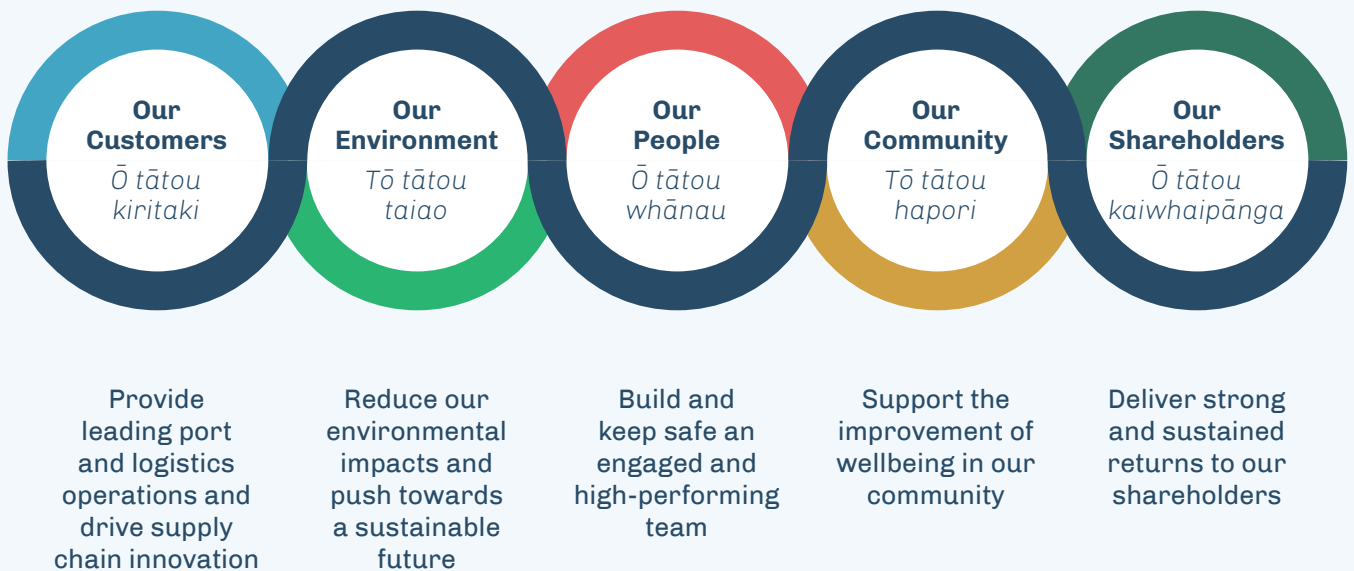 Our
Customers
Ō tātou
kiritaki
Our
Environment
Tō tātou
taiao
Our
People
Ō tātou
whānau
Our
Community
Tō tātou
hapori
Our
Shareholders
Ō tātou
kaiwhaipānga
Provide
leading port
and logistics
operations and
drive supply
chain innovation
Reduce our
environmental
impacts and
push towards
a sustainable
future
Build and
keep safe an
engaged and
high-performing
team
Support the
improvement of
wellbeing in our
community
Deliver strong
and sustained
returns to our
shareholders